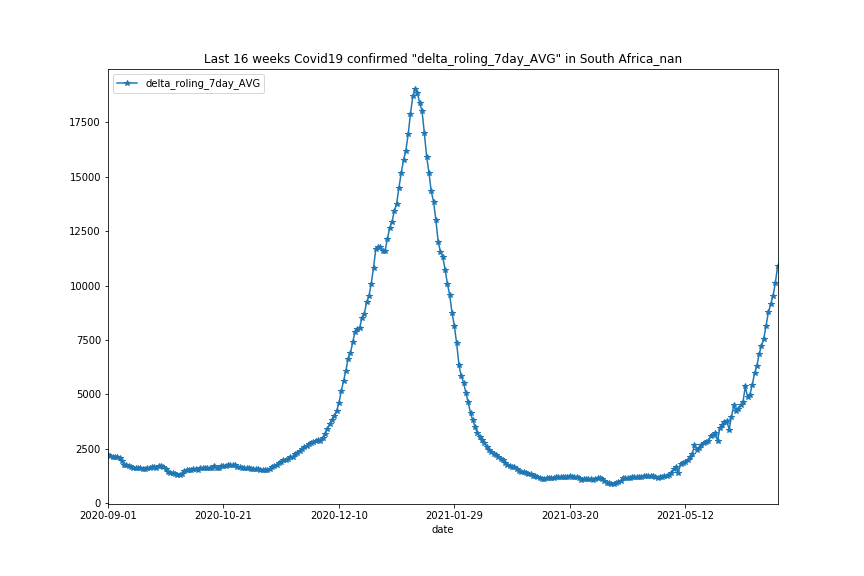 Last 16 weeks Covid19 confirmed "delta_roling_7day_AVG" in South Africa_nan
delta_roling_7day_AVG
17500
15000
12500
10000
7500
5000
2500
0
2020-09-01 2020-10-21 2020-12-10 2021-01-29 2021-03-20 2021-05-12
date